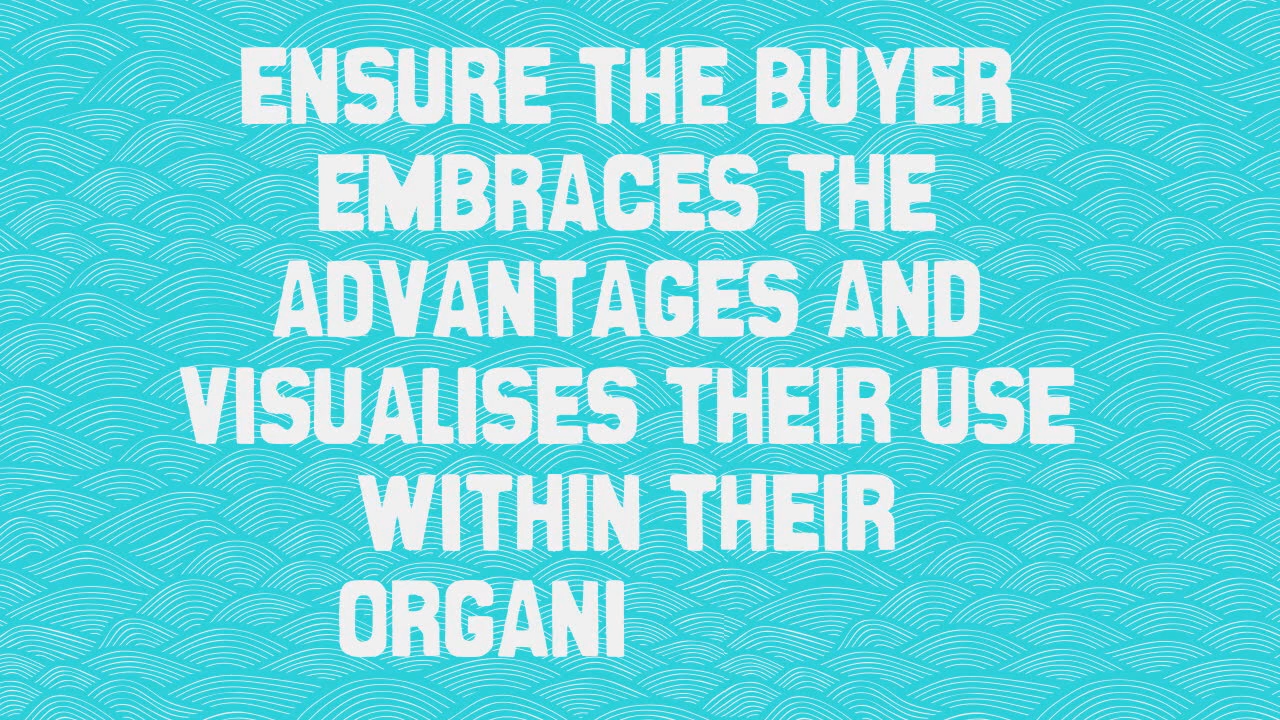 ENSURE THE BUYER
EMBRACES THE
ADVANTAGES AND
VISUALISES THEIR USE
WITHIN THEIR
ORGANI